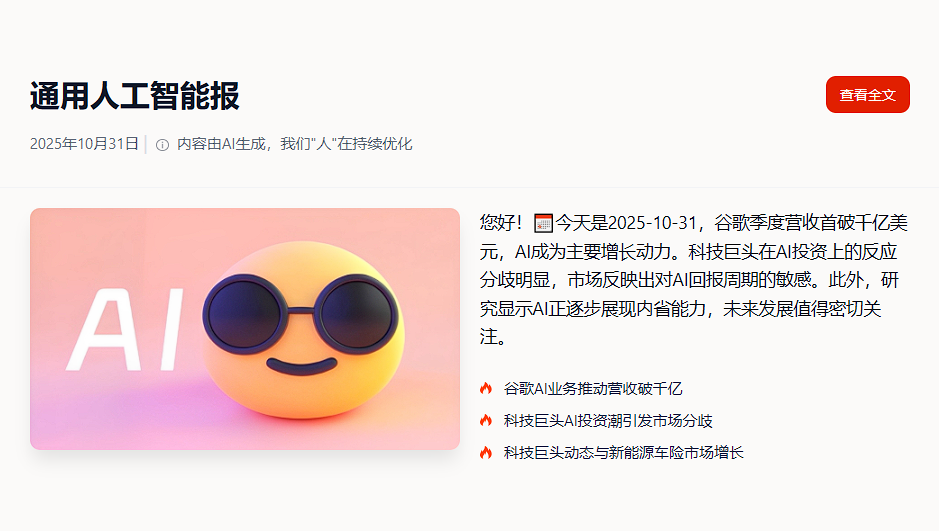 通用人工智能报
查看全文
2025年10月31日
内容由AI生成，我们"人"在持续优化
AI
您好！📅今天是2025-10-31，谷歌季度营收首破千亿美
元，AI成为主要增长动力。科技巨头在AI投资上的反应
分歧明显，市场反映出对AI回报周期的敏感。此外，研
究显示AI正逐步展现内省能力，未来发展值得密切关
注。
谷歌AI业务推动营收破千亿
科技巨头AI投资潮引发市场分歧
科技巨头动态与新能源车险市场增长